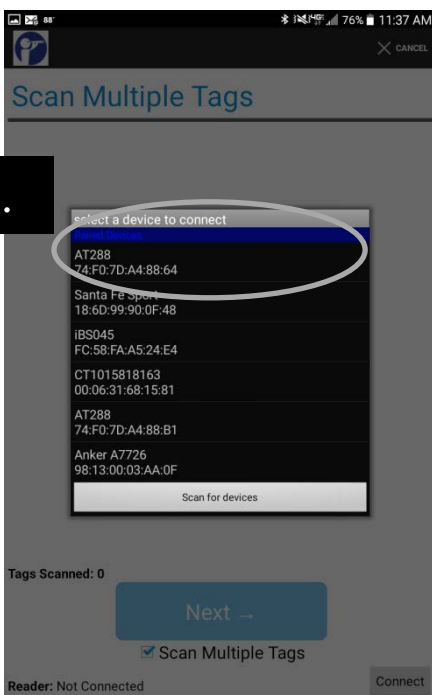 88°
76% 11:37 AM
CANCEL
Scan Multiple Tags
select a device to connect
Paired Devices
AT288
74:F0:7D:A4:88:64
Santa Fe Sport
18:6D:99:90:0F:48
iBS045
FC:58:FA:A5:24:E4
CT1015818163
00:06:31:68:15:81
AT288
74:F0:7D:A4:88:B1
Anker A7726
98:13:00:03:AA:0F
Scan for devices
Tags Scanned: 0
Next →
Scan Multiple Tags
Reader: Not Connected
Connect